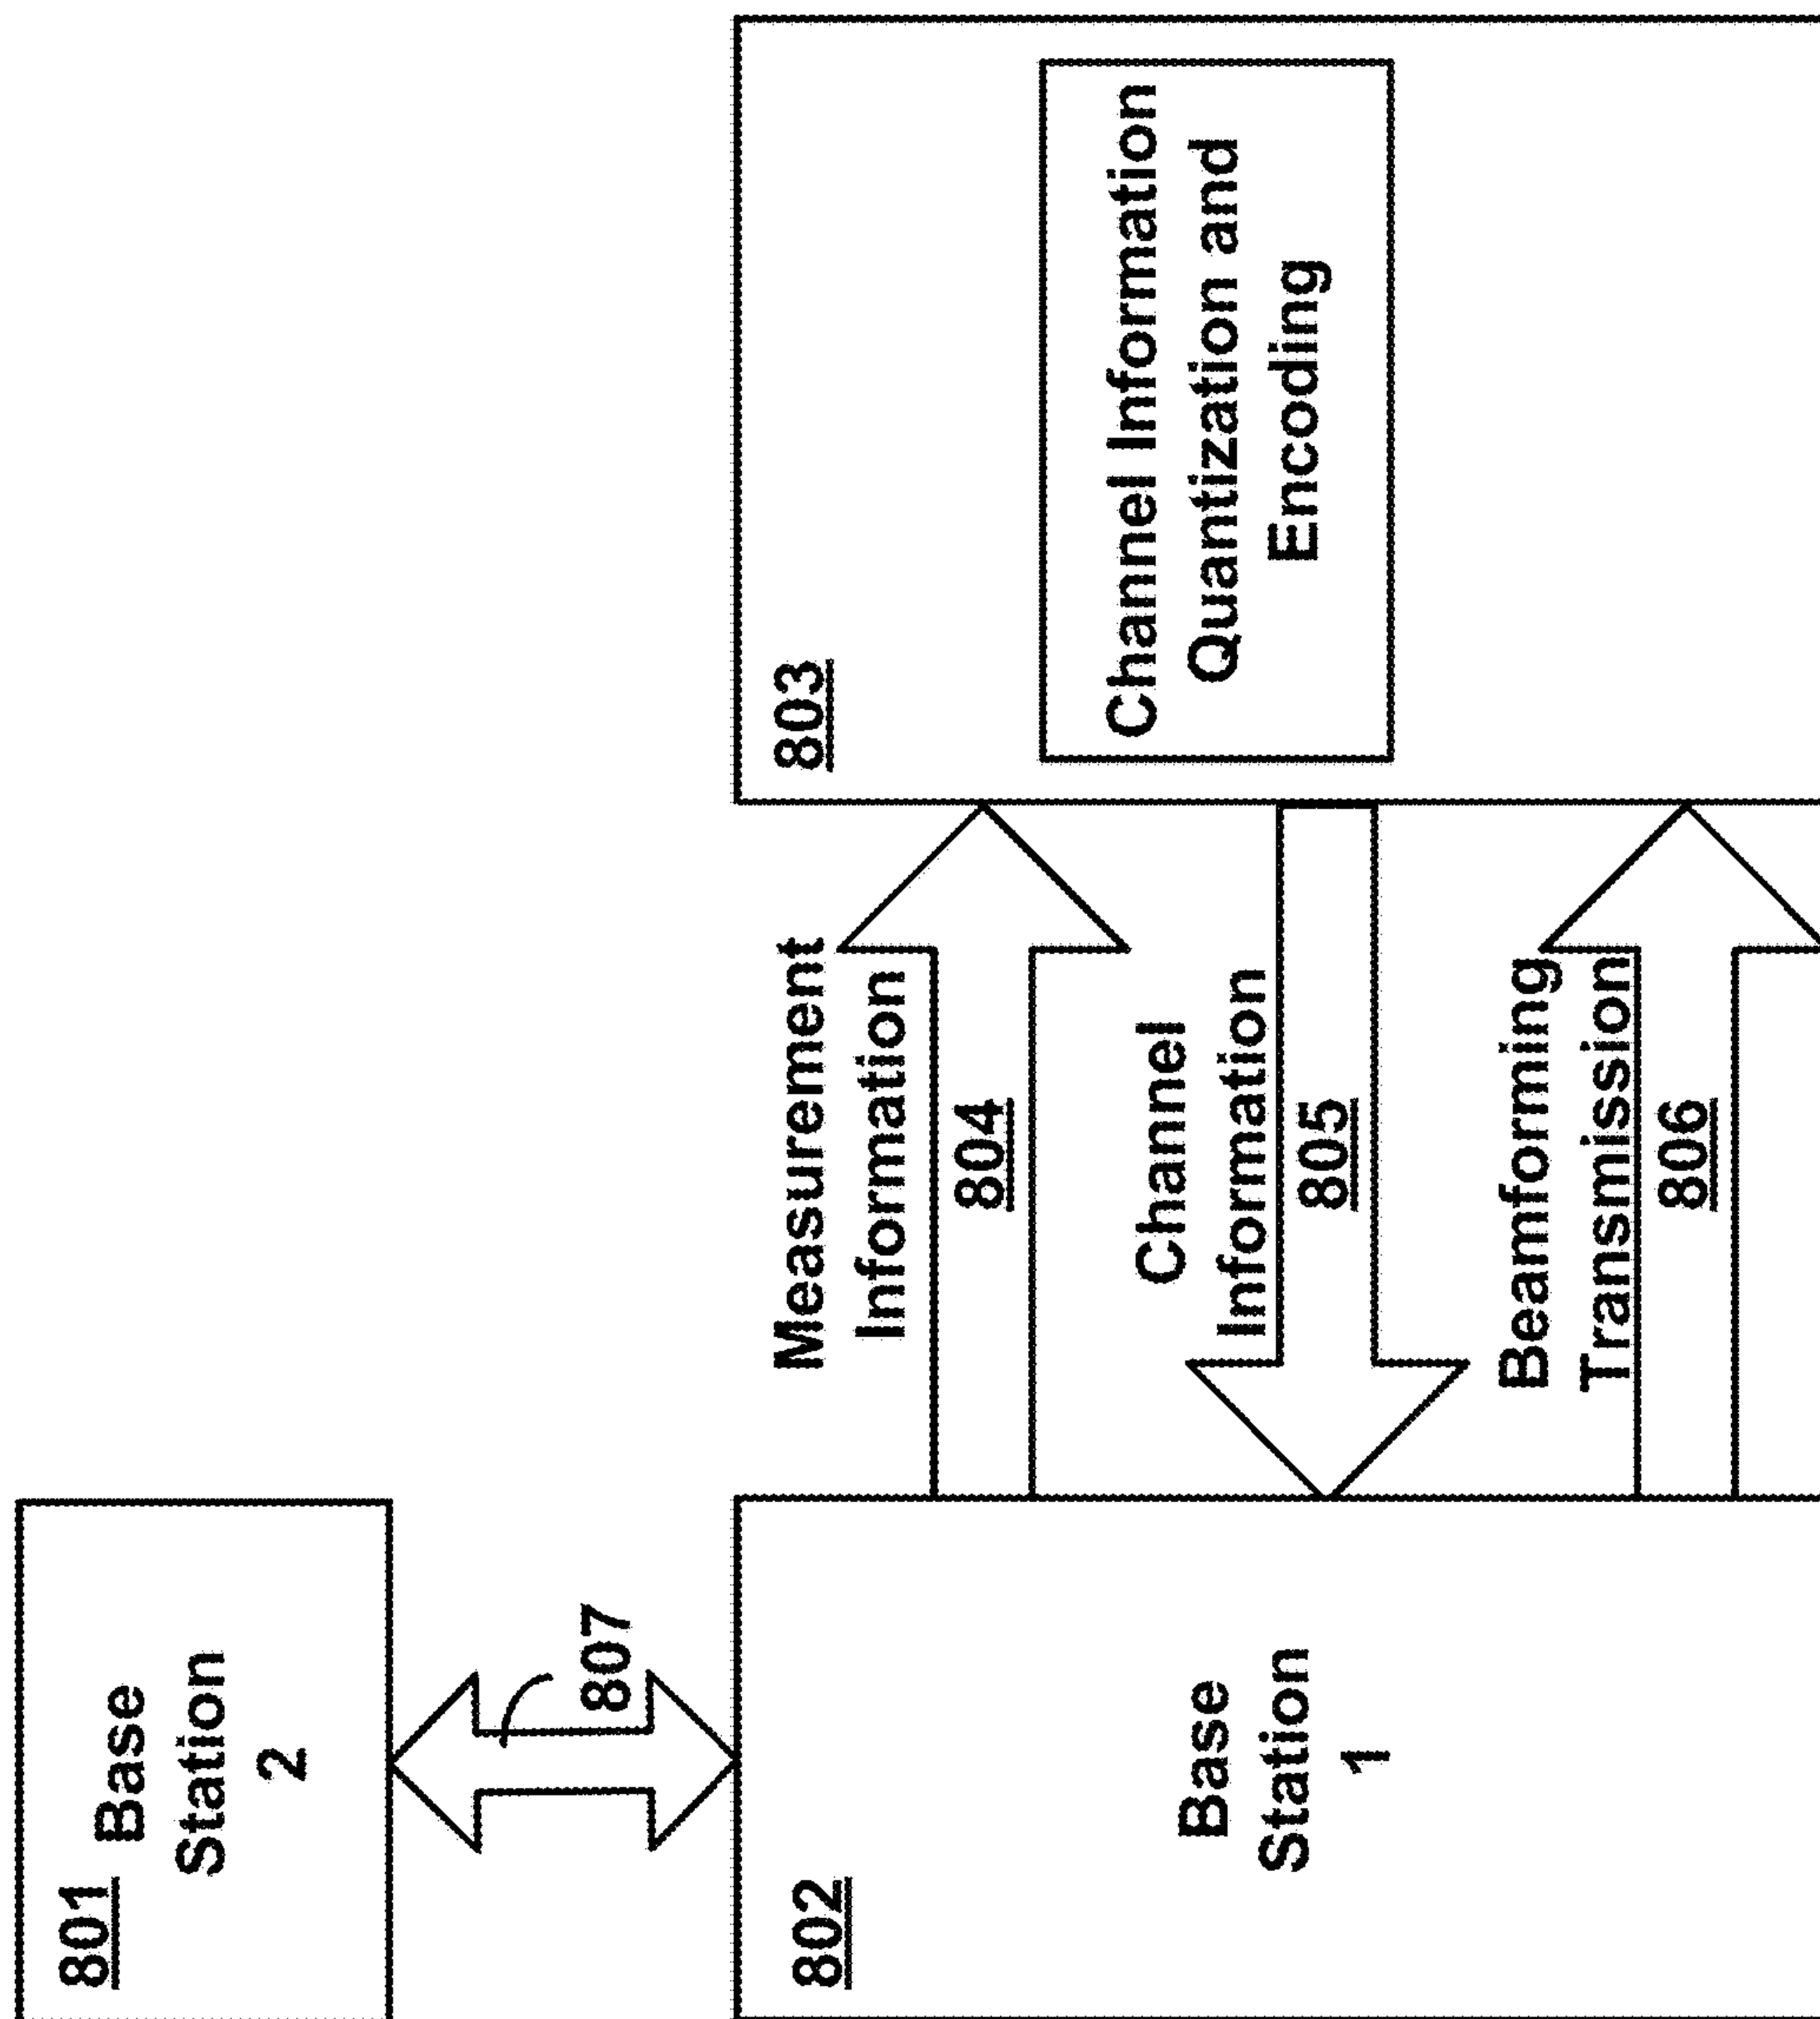 801
Base
Station
2
807
802
Base
Station
1
Measurement
Information
804
Channel
Information
805
Beamforming
Transmission
806
803
Channel Information
Quantization and
Encoding